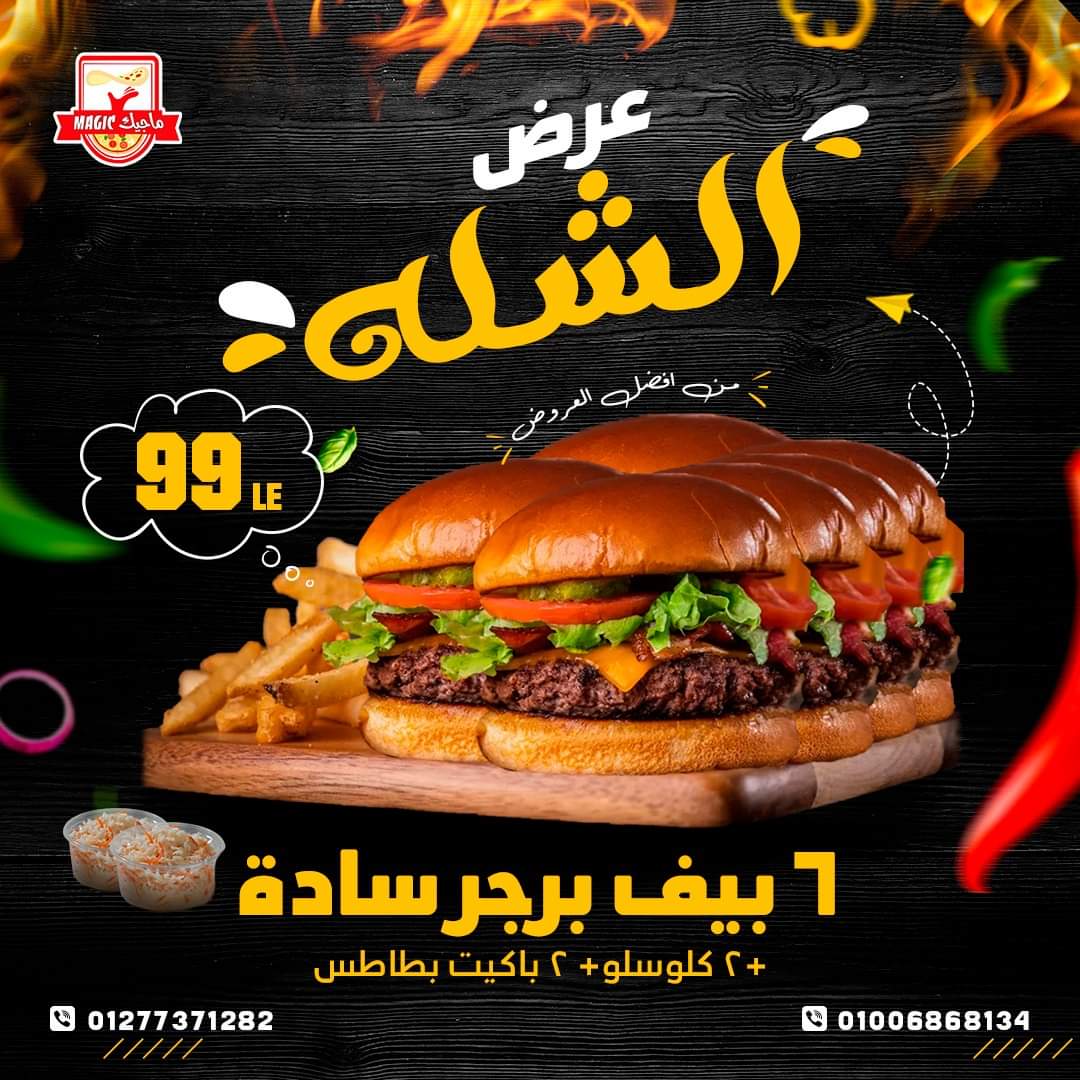 MAGIC ماجيك
عرض
الشله
من افضل العروض
99 LE
٦ بيف برجر سادة
+٢ كلوسلو+ ٢ باكيت بطاطس
01277371282
01006868134